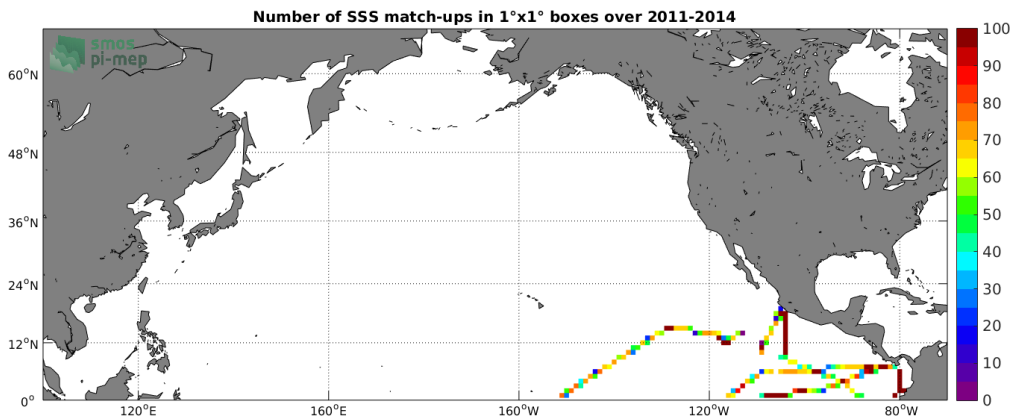 Number of SSS match-ups in 1°x1° boxes over 2011-2014
smos
pi-mep
60°N
48°N
36°N
24°N
12°N
0°
120°E
160°E
160°W
120°W
80°W
100
90
80
70
60
50
40
30
20
10
0